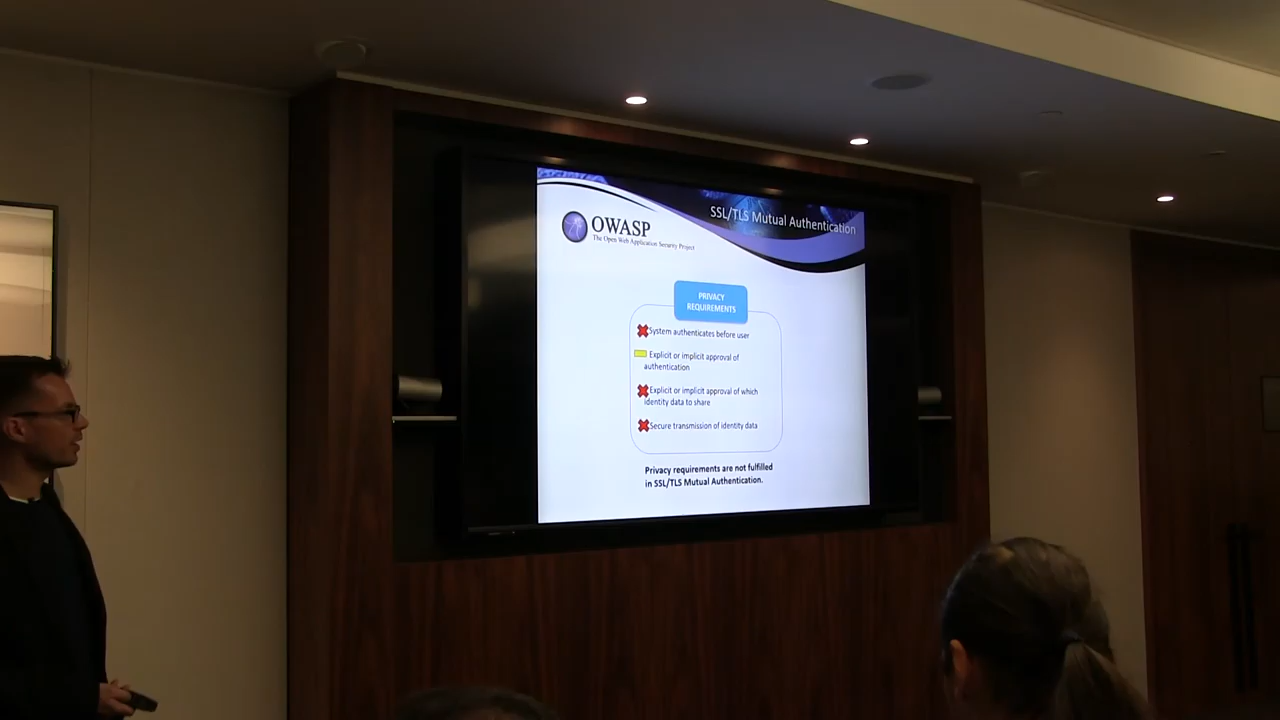 SSL/TLS Mutual Authentication
OWASP
The Open Web Application Security Project
PRIVACY
REQUIREMENTS
System authenticates before user
Explicit or implicit approval of
authentication
Explicit or implicit approval of which
identity data to share
Secure transmission of identity data
Privacy requirements are not fulfilled
in SSL/TLS Mutual Authentication.